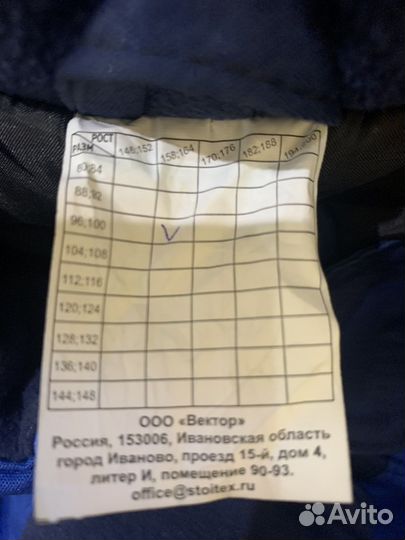 РОСТ 146;152 158;164 170;176 182;188 194;200
РАЗМ
80;84
88;92
96;100 V
104;108
112;116
120;124
128;132
136;140
144;148
ООО «Вектор»
Россия, 153006, Ивановская область
город Иваново, проезд 15-й, дом 4,
литер И, помещение 90-93.
office@stoitex.ru
Avito